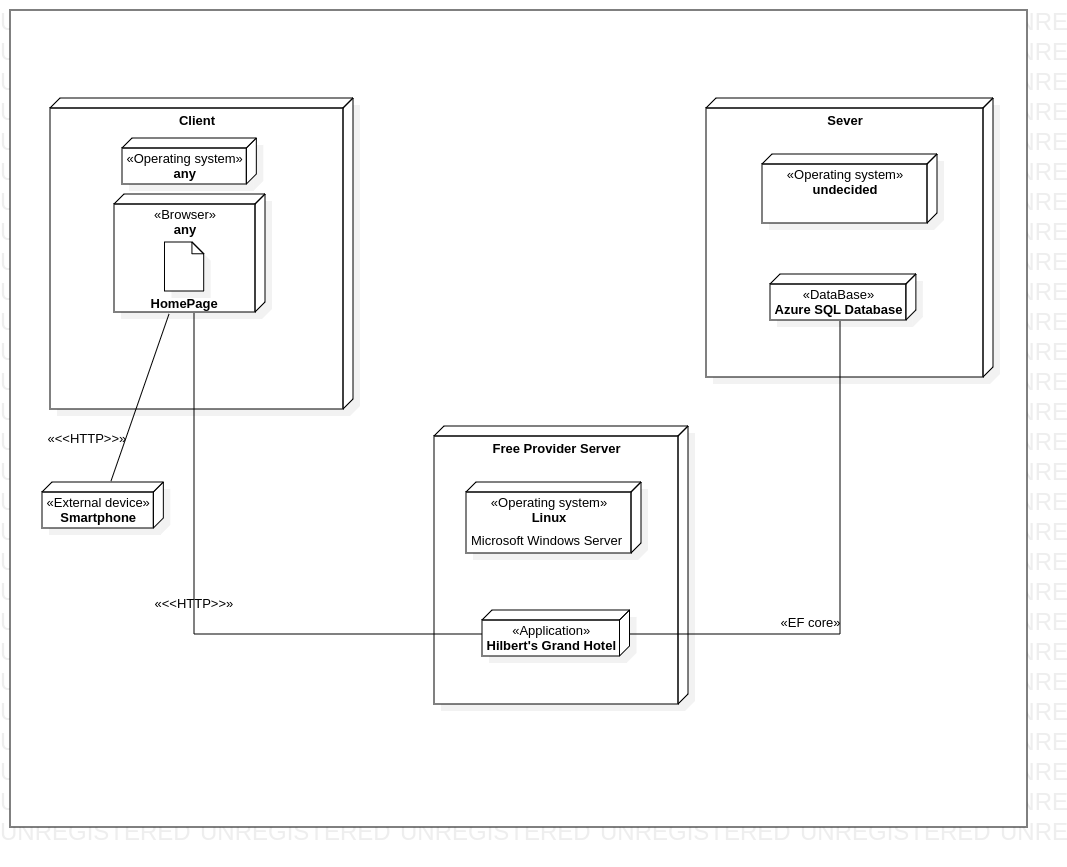 Client
«Operating system»
any
«Browser»
any
HomePage
«<<HTTP>>»
«External device»
Smartphone
«<<HTTP>>»
Free Provider Server
«Operating system»
Linux
Microsoft Windows Server
«Application»
Hilbert's Grand Hotel
Sever
«Operating system»
undecided
«DataBase»
Azure SQL Database
«EF core»
UNREGISTERED UNREGISTERED UNREGISTERED UNREGISTERED UNREGISTERED UNRE